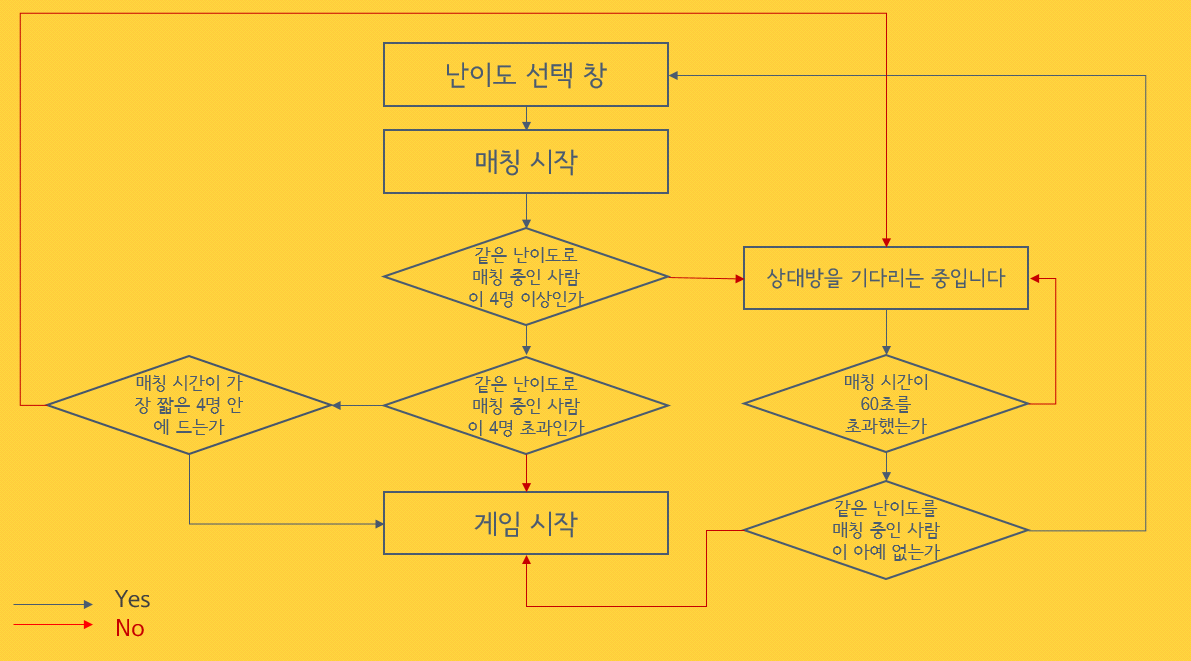 난이도 선택 창
매칭 시작
같은 난이도로
매칭 중인 사람
이 4명 이상인가
상대방을 기다리는 중입니다
매칭 시간이 가
장 짧은 4명 안
에 드는가
같은 난이도로
매칭 중인 사람
이 4명 초과인가
매칭 시간이
60초를
초과했는가
게임 시작
같은 난이도를
매칭 중인 사람
이 아예 없는가
Yes
No